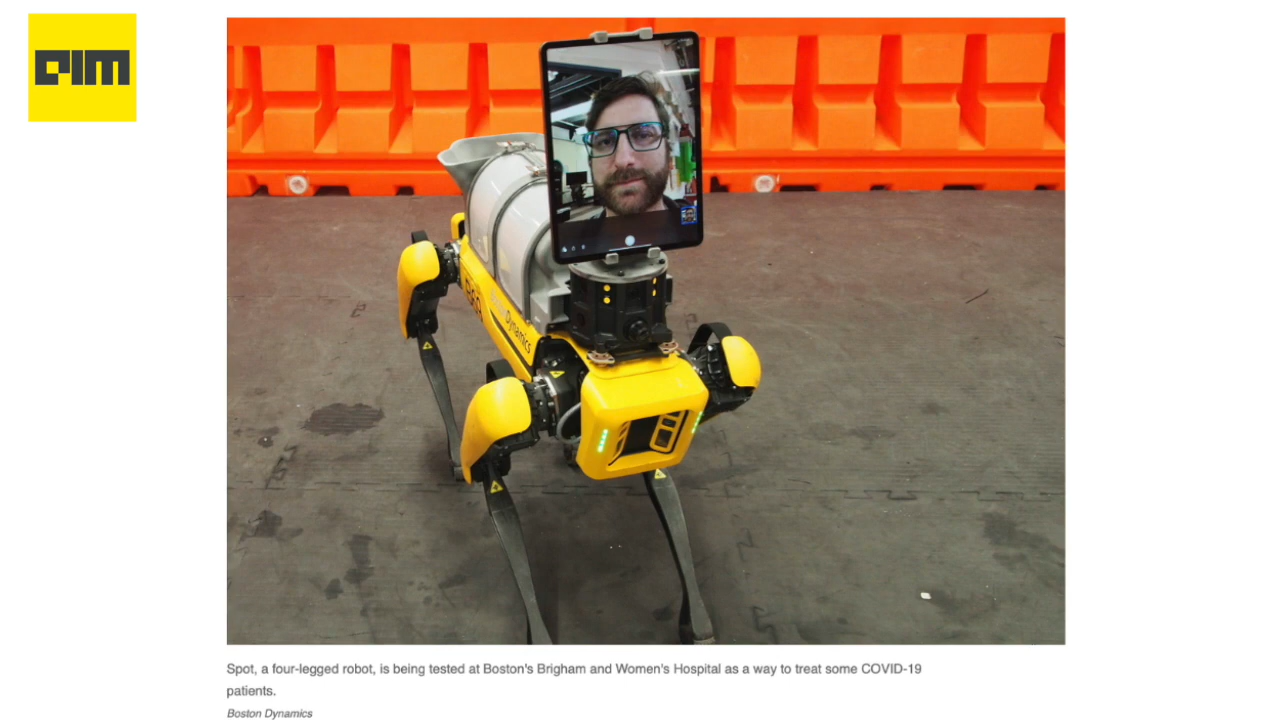 AIM
Boston Dynamics
Spot, a four-legged robot, is being tested at Boston's Brigham and Women's Hospital as a way to treat some COVID-19
patients.
Boston Dynamics